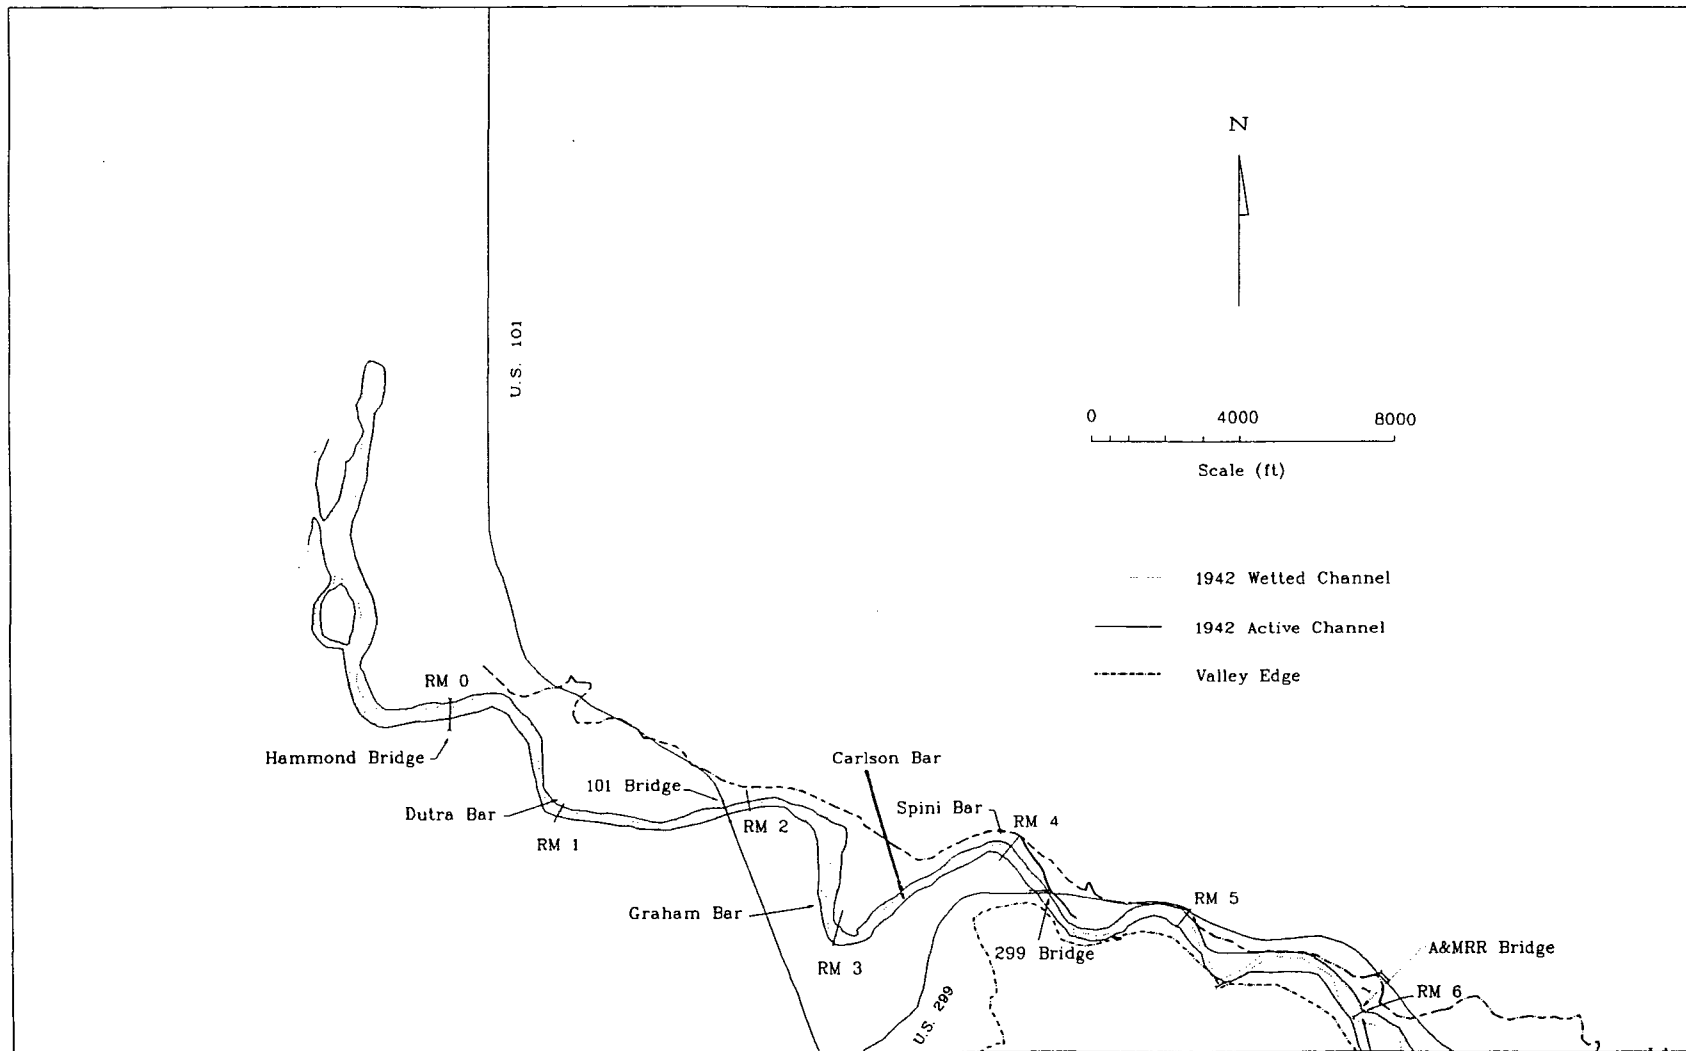 N
U.S. 101
0 4000 8000
Scale (ft)
1942 Wetted Channel
1942 Active Channel
Valley Edge
RM 0
Hammond Bridge
Carlson Bar
101 Bridge
Dutra Bar
Spini Bar
RM 4
RM 2
RM 1
RM 5
Graham Bar
299 Bridge
A&MRR Bridge
RM 3
RM 6
U.S. 299